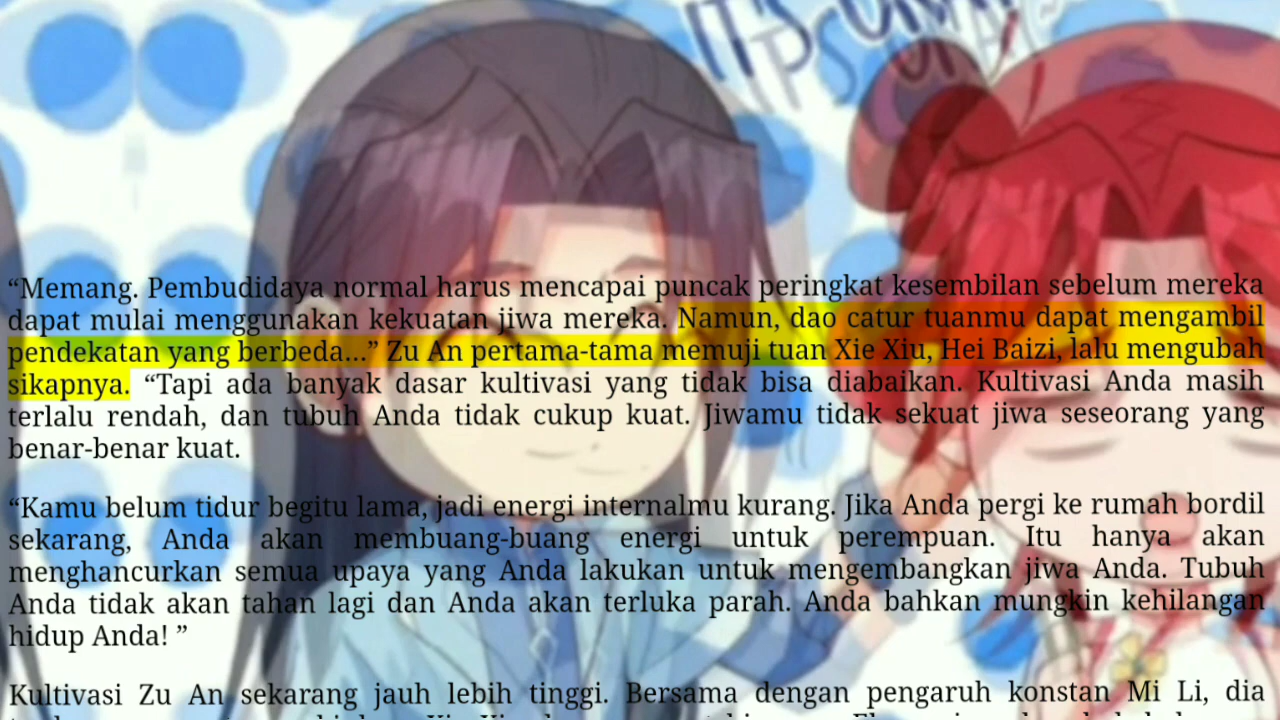 IT'S
“Memang. Pembudidaya normal harus mencapai puncak peringkat kesembilan sebelum mereka
dapat mulai menggunakan kekuatan jiwa mereka. Namun, dao catur tuanmu dapat mengambil
pendekatan yang berbeda...” Zu An pertama-tama memuji tuan Xie Xiu, Hei Baizi, lalu mengubah
sikapnya. “Tapi ada banyak dasar kultivasi yang tidak bisa diabaikan. Kultivasi Anda masih
terlalu rendah, dan tubuh Anda tidak cukup kuat. Jiwamu tidak sekuat jiwa seseorang yang
benar-benar kuat.
“Kamu belum tidur begitu lama, jadi energi internalmu kurang. Jika Anda pergi ke rumah bordil
sekarang, Anda akan membuang-buang energi untuk perempuan. Itu hanya akan
menghancurkan semua upaya yang Anda lakukan untuk mengembangkan jiwa Anda. Tubuh
Anda tidak akan tahan lagi dan Anda akan terluka parah. Anda bahkan mungkin kehilangan
hidup Anda! ”
Kultivasi Zu An sekarang jauh lebih tinggi. Bersama dengan pengaruh konstan Mi Li, dia